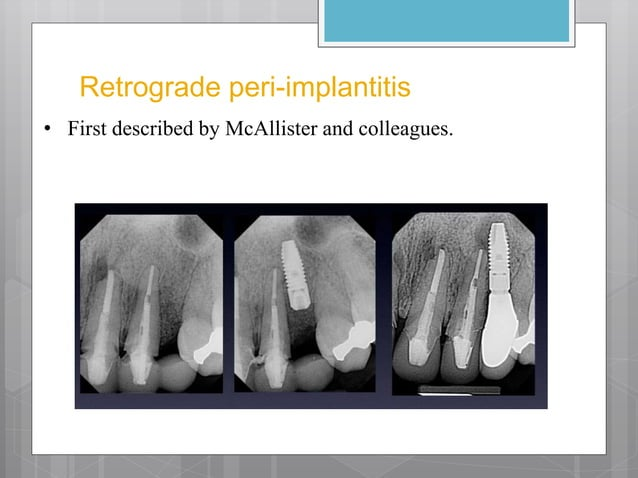 Retrograde peri-implantitis
• First described by McAllister and colleagues.